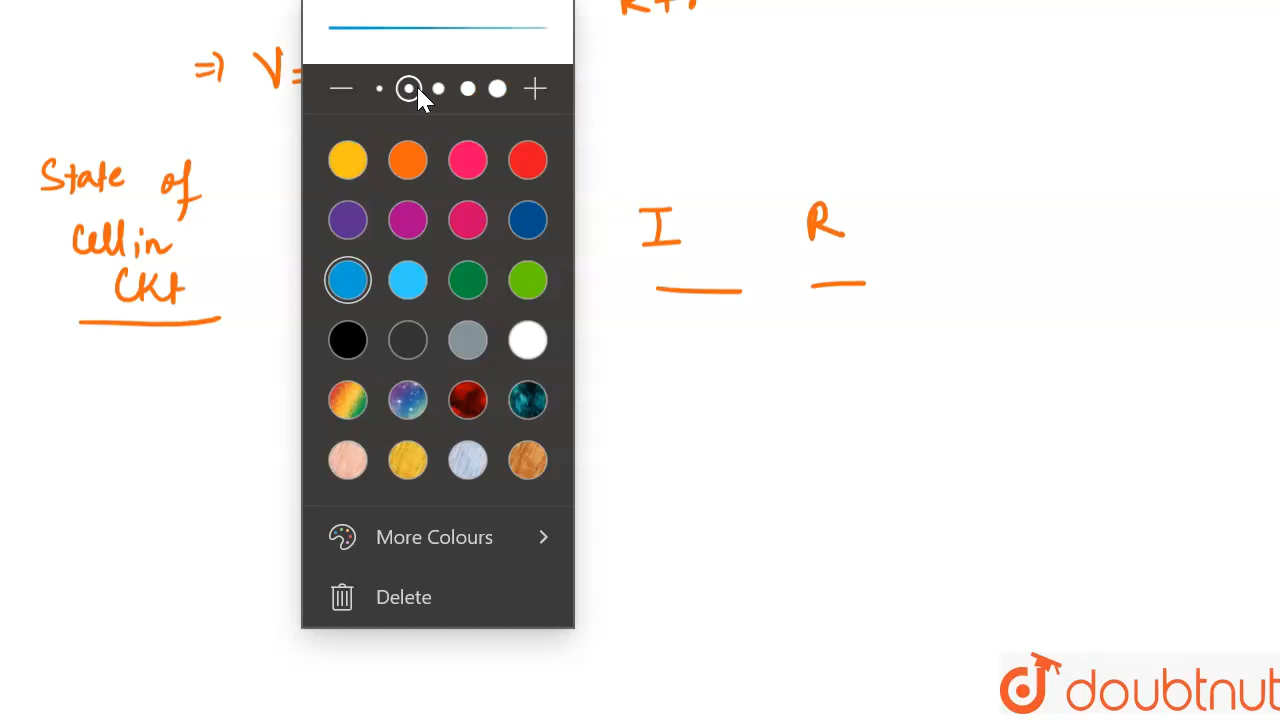 ⇒ V=
State of
Cell in
CKt
I R
More Colours
Delete
doubtnut